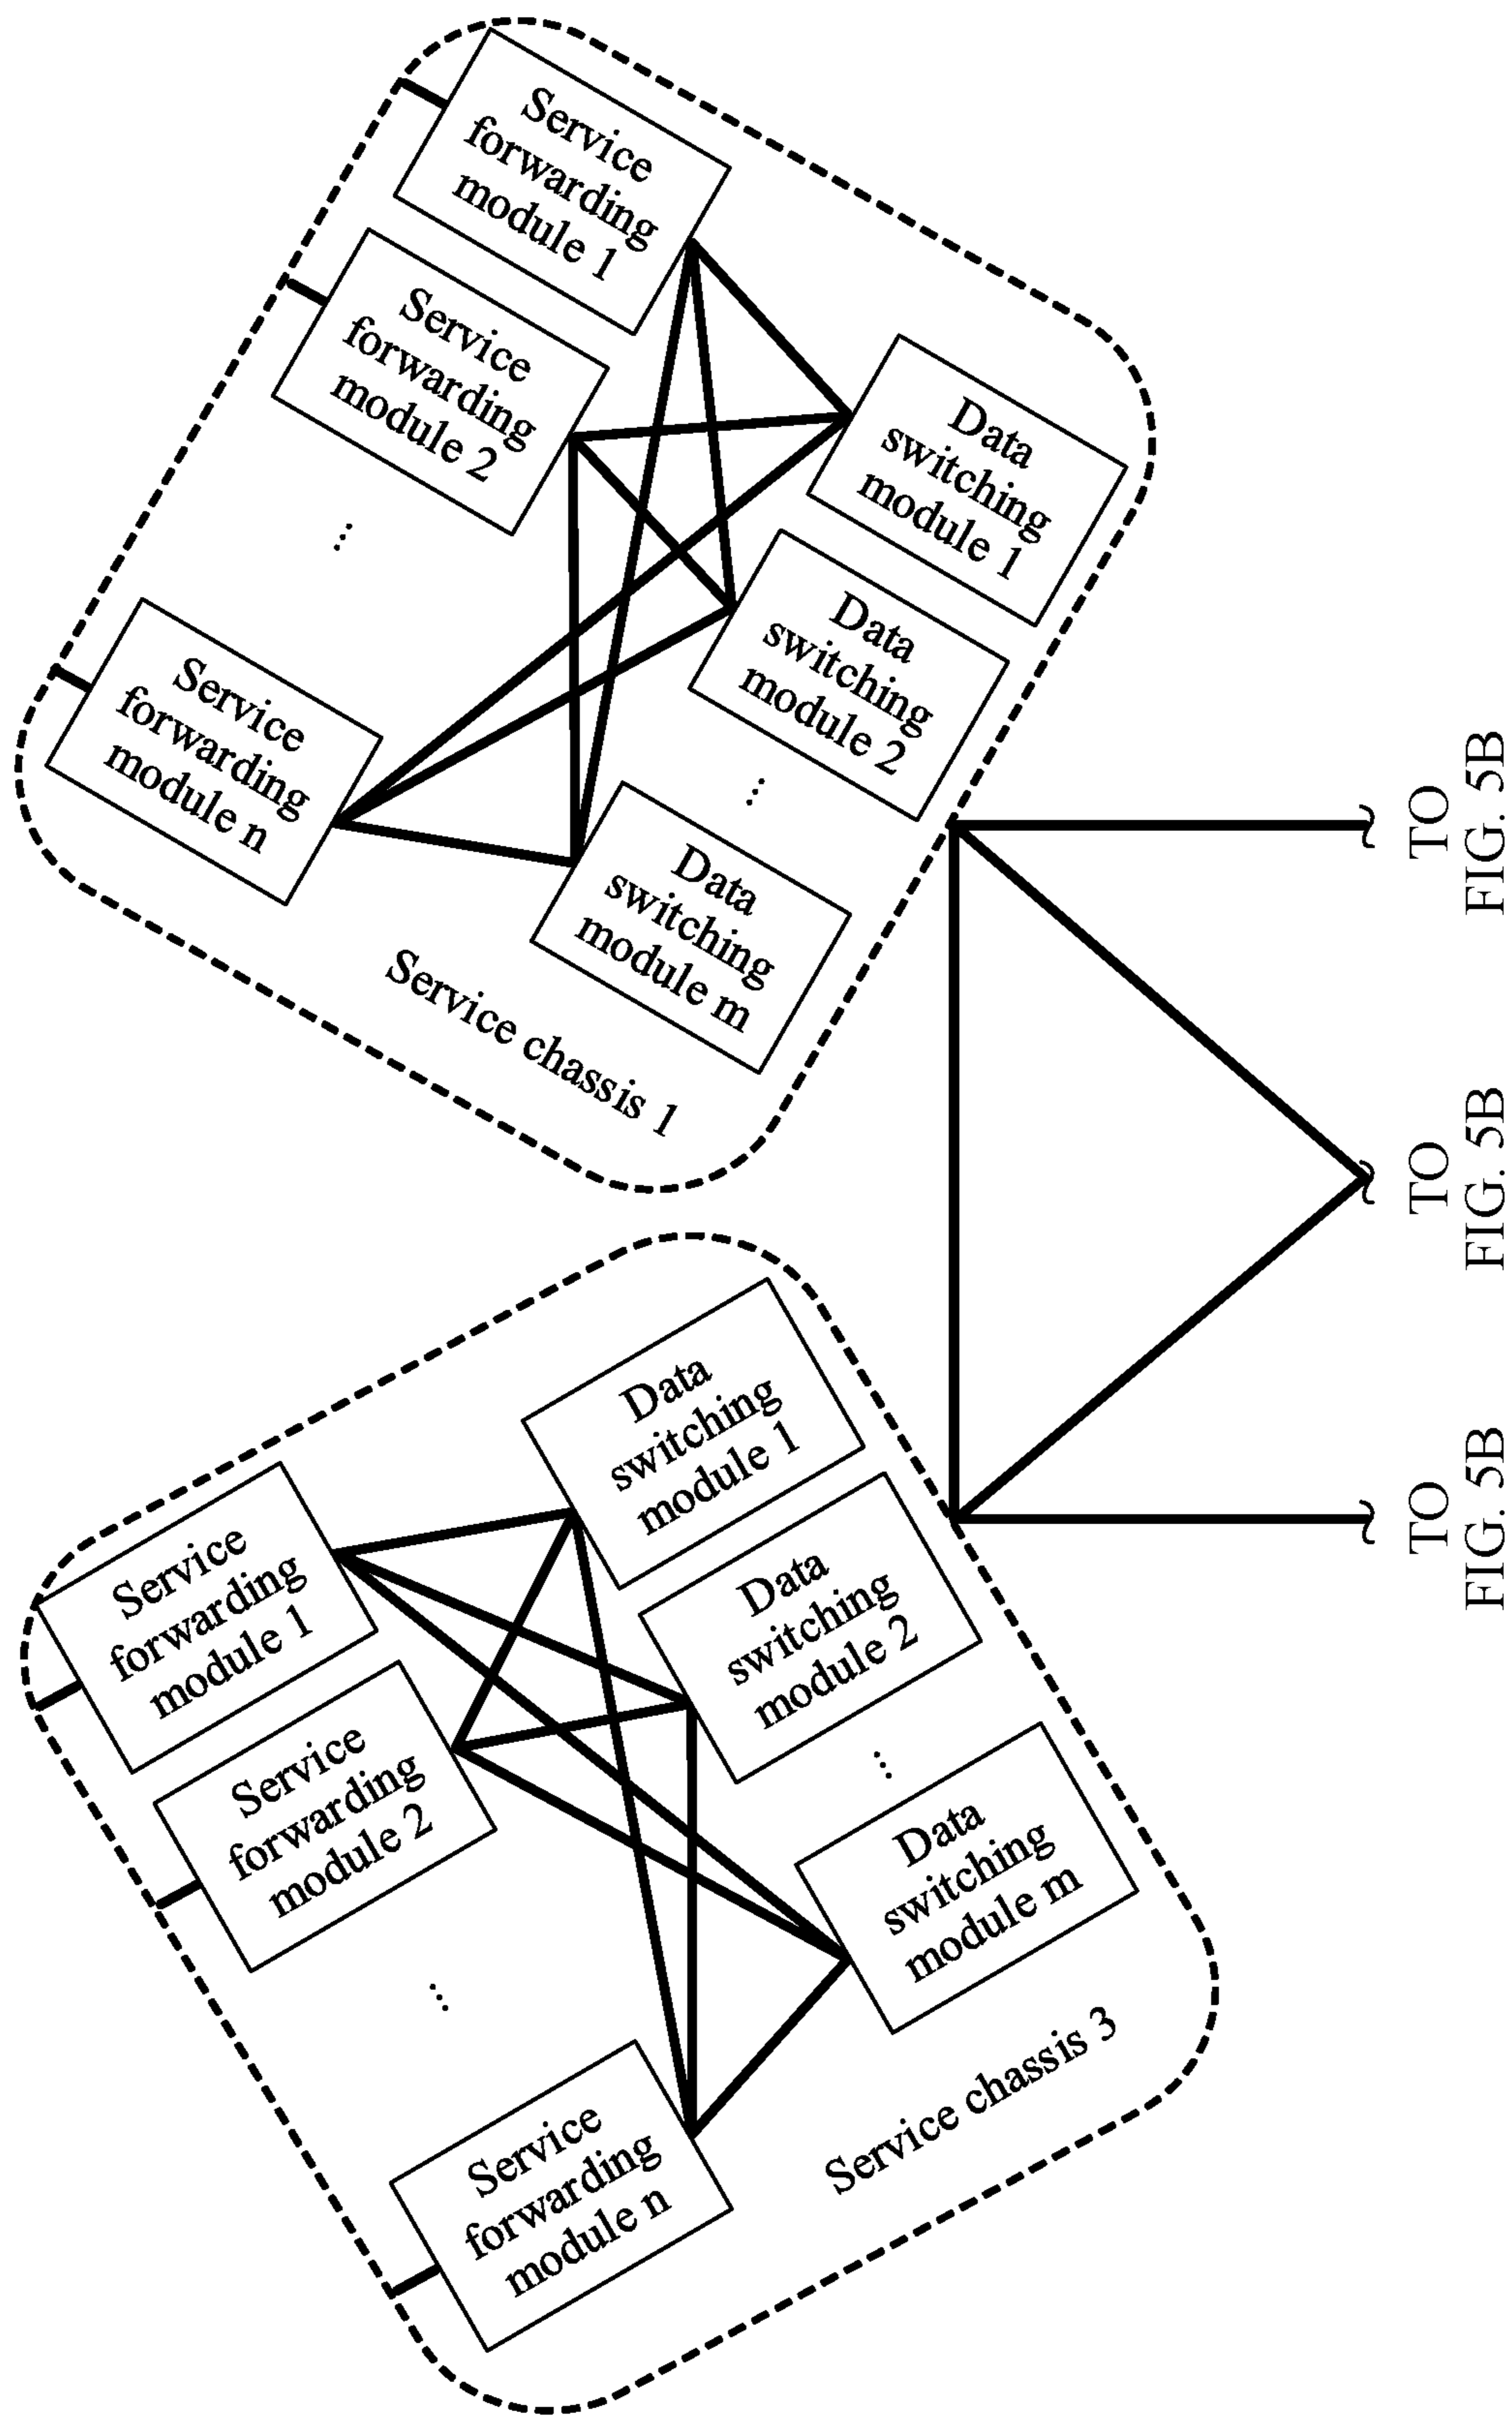 Service
forwarding
module 1
Service
forwarding
module 2
...
Service
forwarding
module n
Data
switching
module 1
Data
switching
module 2
...
Data
switching
module m
Service chassis 1
Service
forwarding
module 1
Service
forwarding
module 2
...
Service
forwarding
module n
Data
switching
module 1
Data
switching
module 2
...
Data
switching
module m
Service chassis 3
TO
FIG. 5B
TO
FIG. 5B
TO
FIG. 5B